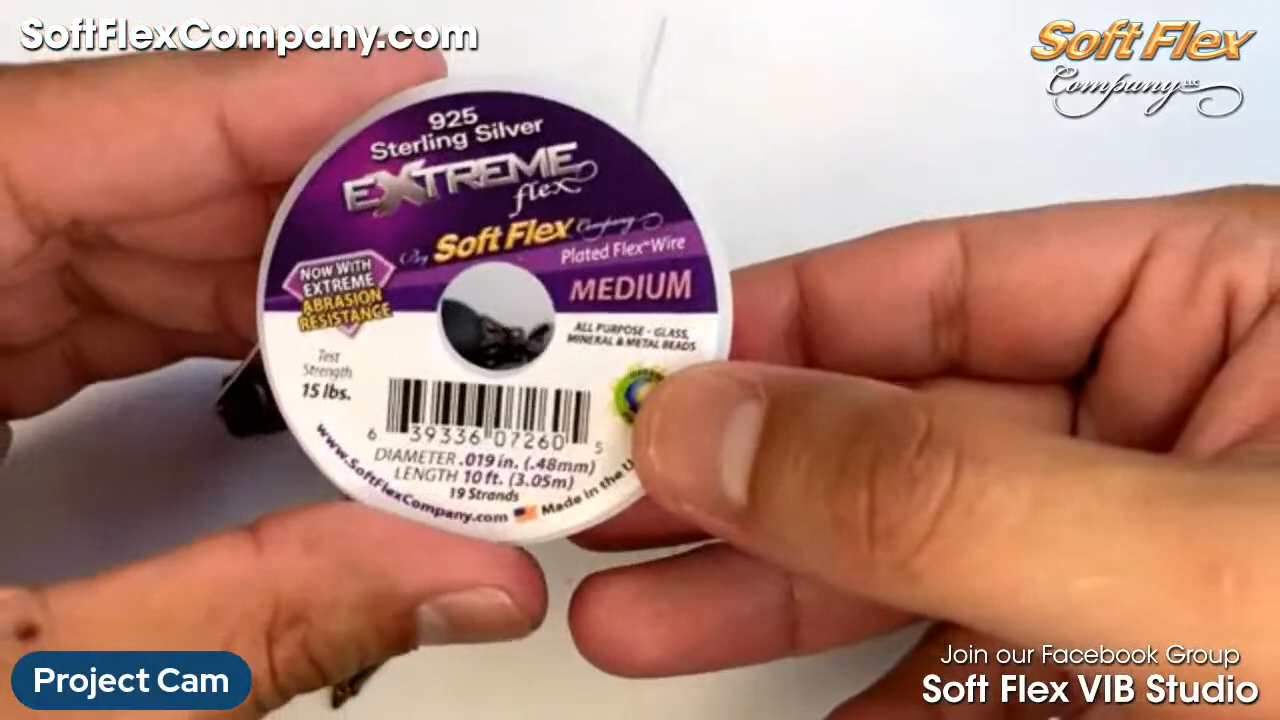 SoftFlexCompany.com
Soft Flex
Company LLC
925
Sterling Silver
EXTREME
flex
By Soft Flex Company
Plated Flex™ Wire
MEDIUM
NOW WITH
EXTREME
ABRASION
RESISTANCE
ALL PURPOSE - GLASS,
MINERAL & METAL BEADS
Test
Strength
15 lbs.
6 39336 07260 5
DIAMETER .019 in. (.48mm)
LENGTH 10 ft. (3.05m)
19 Strands
www.SoftFlexCompany.com
Made in the U
Project Cam
Join our Facebook Group
Soft Flex VIB Studio